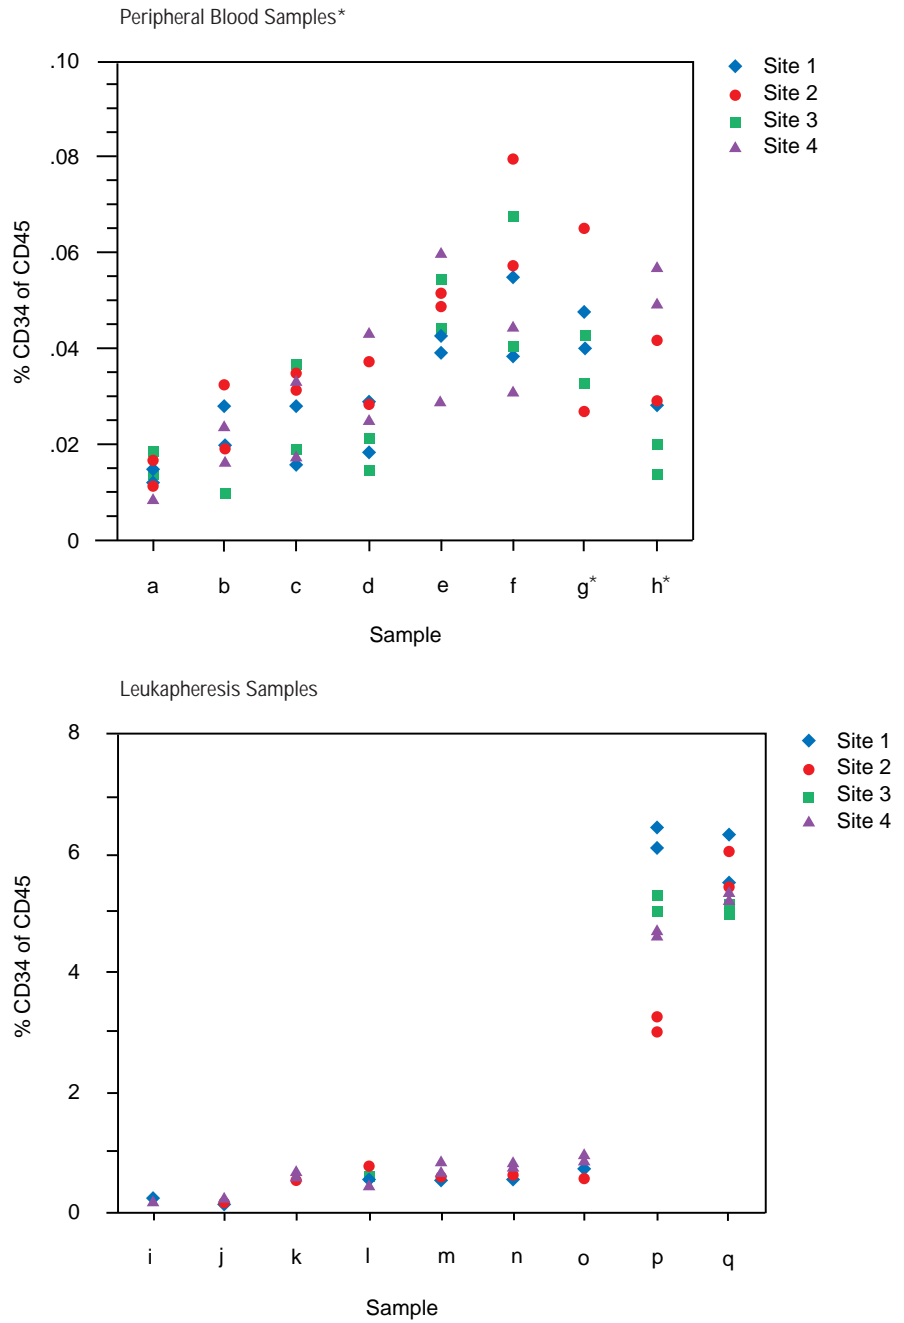 Peripheral Blood Samples*
.10
.08
.06
.04
.02
0
% CD34 of CD45
a b c d e f g* h*
Sample
Site 1
Site 2
Site 3
Site 4
Leukapheresis Samples
8
6
4
2
0
% CD34 of CD45
i j k l m n o p q
Sample
Site 1
Site 2
Site 3
Site 4